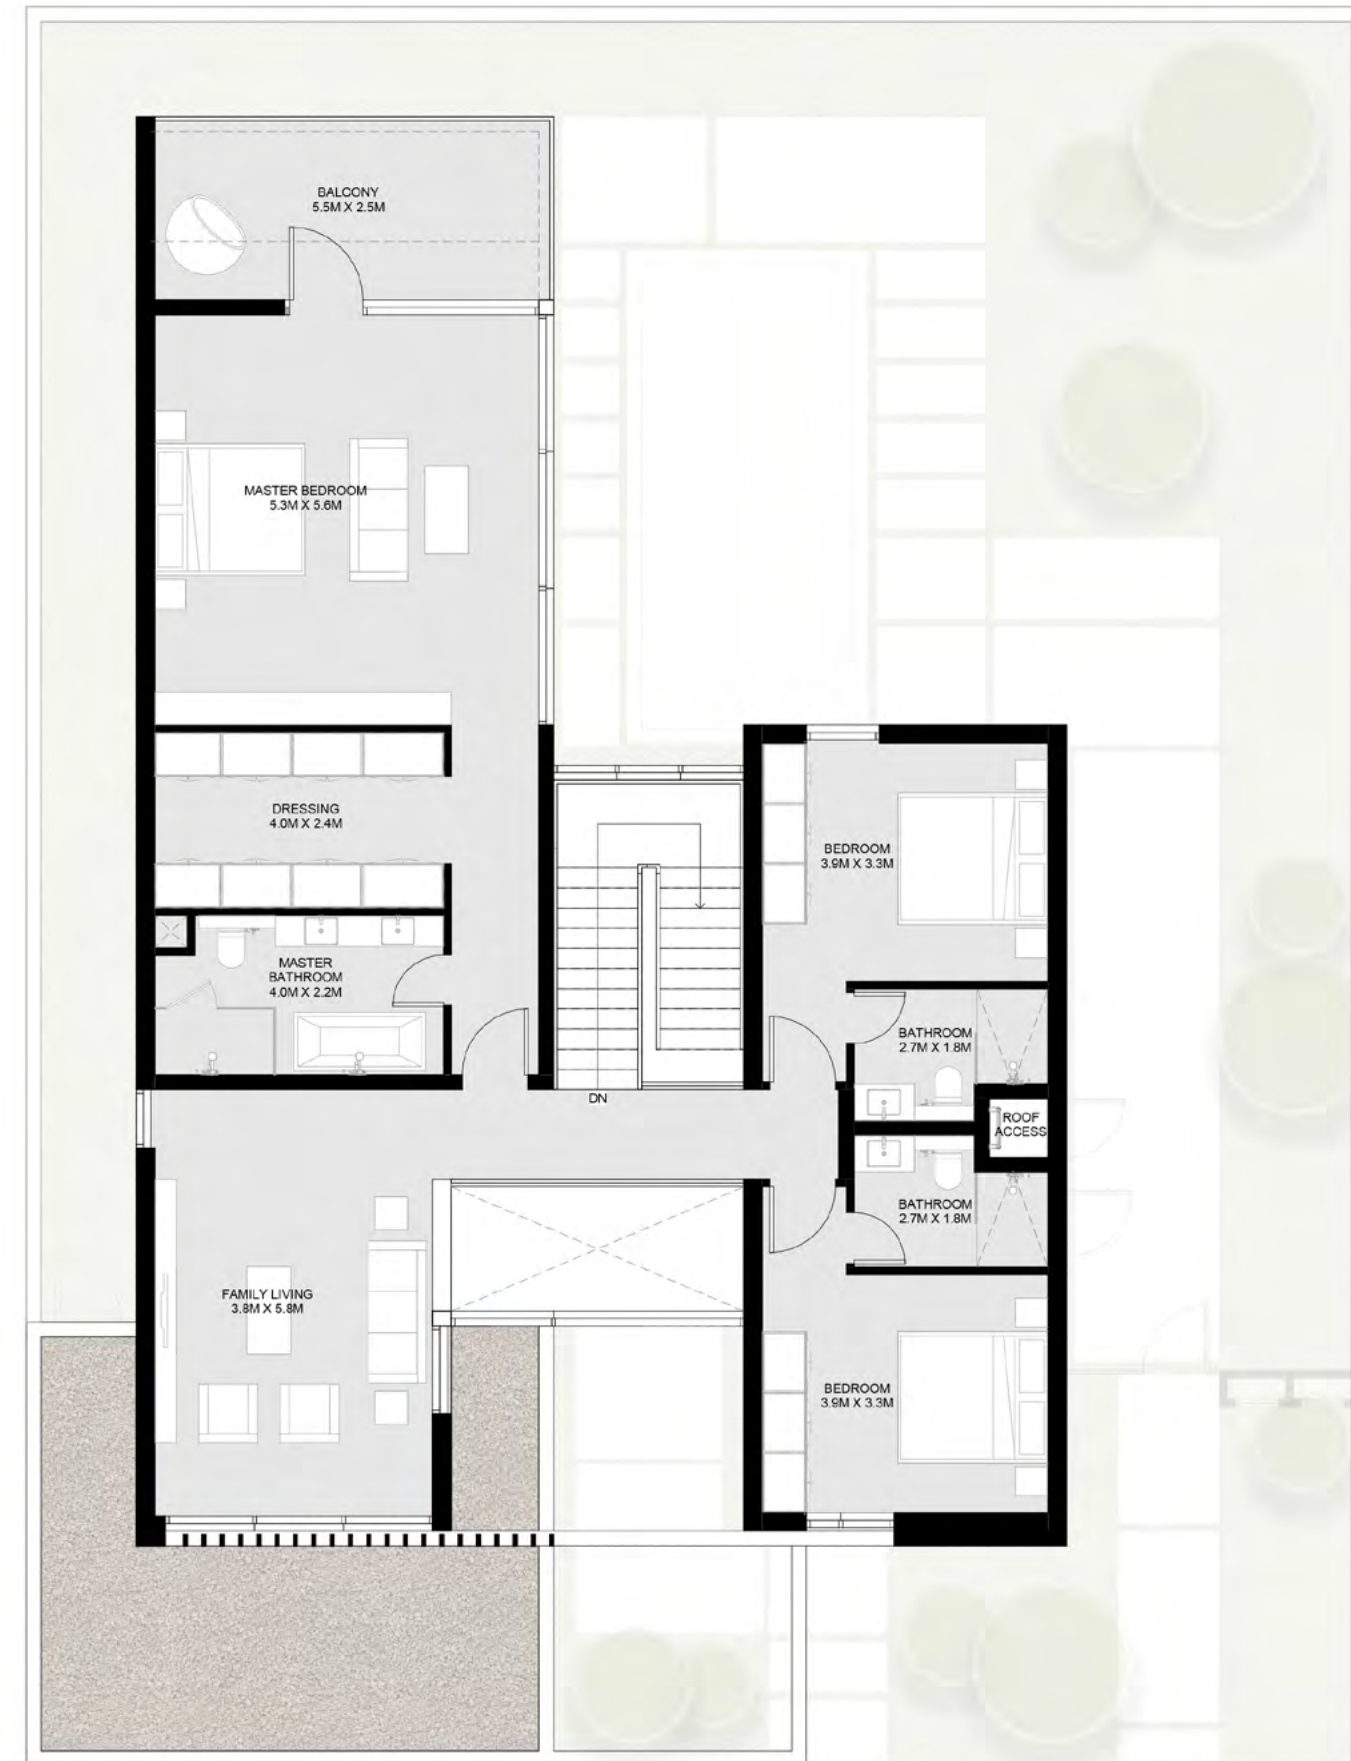 BALCONY
5.5M X 2.5M
MASTER BEDROOM
5.3M X 5.6M
DRESSING
4.0M X 2.4M
BEDROOM
3.9M X 3.3M
MASTER
BATHROOM
4.0M X 2.2M
BATHROOM
2.7M X 1.8M
DN
ROOF
ACCESS
BATHROOM
2.7M X 1.8M
FAMILY LIVING
3.8M X 5.8M
BEDROOM
3.9M X 3.3M